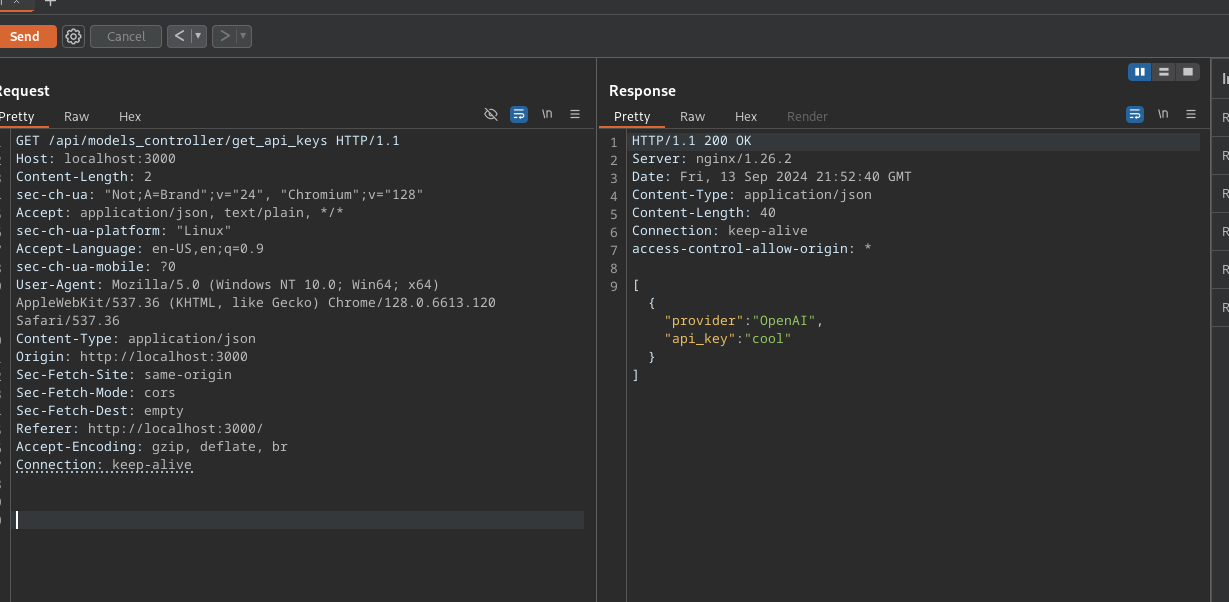 Send
Cancel
< | ▾
> | ▾
Request
Response
Pretty
Raw
Hex
\n
Pretty
Raw
Hex
Render
\n
GET /api/models_controller/get_api_keys HTTP/1.1
Host: localhost:3000
Content-Length: 2
sec-ch-ua: "Not;A=Brand";v="24", "Chromium";v="128"
Accept: application/json, text/plain, */*
sec-ch-ua-platform: "Linux"
Accept-Language: en-US,en;q=0.9
sec-ch-ua-mobile: ?0
User-Agent: Mozilla/5.0 (Windows NT 10.0; Win64; x64)
AppleWebKit/537.36 (KHTML, like Gecko) Chrome/128.0.6613.120
Safari/537.36
Content-Type: application/json
Origin: http://localhost:3000
Sec-Fetch-Site: same-origin
Sec-Fetch-Mode: cors
Sec-Fetch-Dest: empty
Referer: http://localhost:3000/
Accept-Encoding: gzip, deflate, br
Connection: keep-alive
1 HTTP/1.1 200 OK
2 Server: nginx/1.26.2
3 Date: Fri, 13 Sep 2024 21:52:40 GMT
4 Content-Type: application/json
5 Content-Length: 40
6 Connection: keep-alive
7 access-control-allow-origin: *
8
9 [
{
"provider":"OpenAI",
"api_key":"cool"
}
]